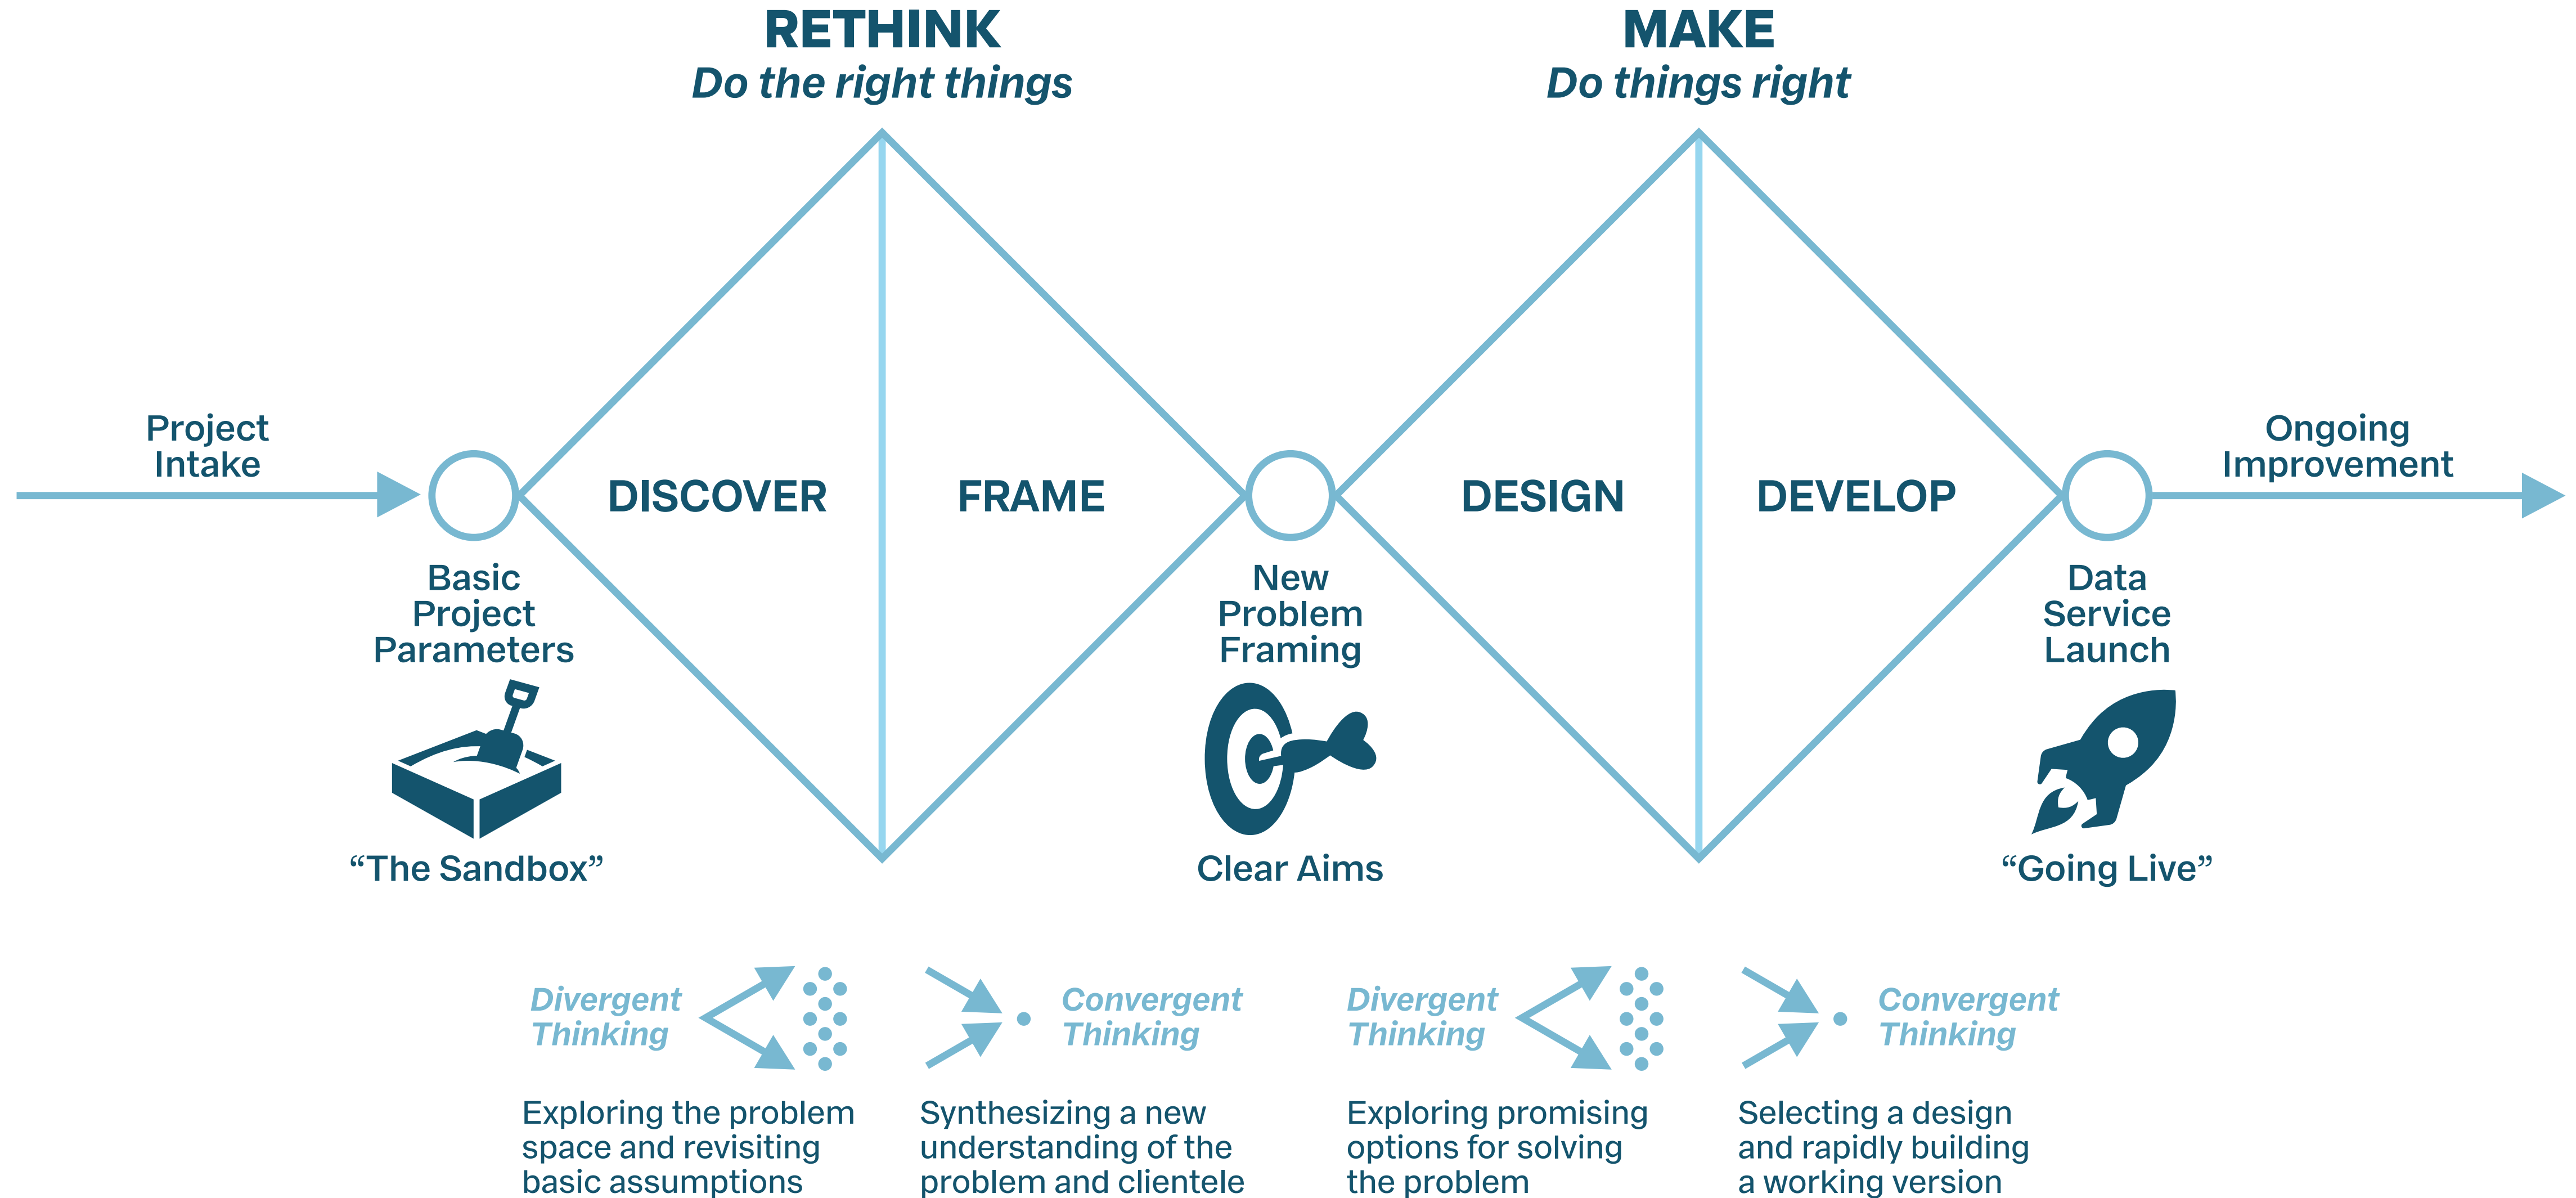 RETHINK
Do the right things
MAKE
Do things right
Project
Intake
Ongoing
Improvement
DISCOVER
FRAME
DESIGN
DEVELOP
Basic
Project
Parameters
“The Sandbox”
New
Problem
Framing
Clear Aims
Data
Service
Launch
“Going Live”
Divergent
Thinking
Exploring the problem
space and revisiting
basic assumptions
Convergent
Thinking
Synthesizing a new
understanding of the
problem and clientele
Divergent
Thinking
Exploring promising
options for solving
the problem
Convergent
Thinking
Selecting a design
and rapidly building
a working version